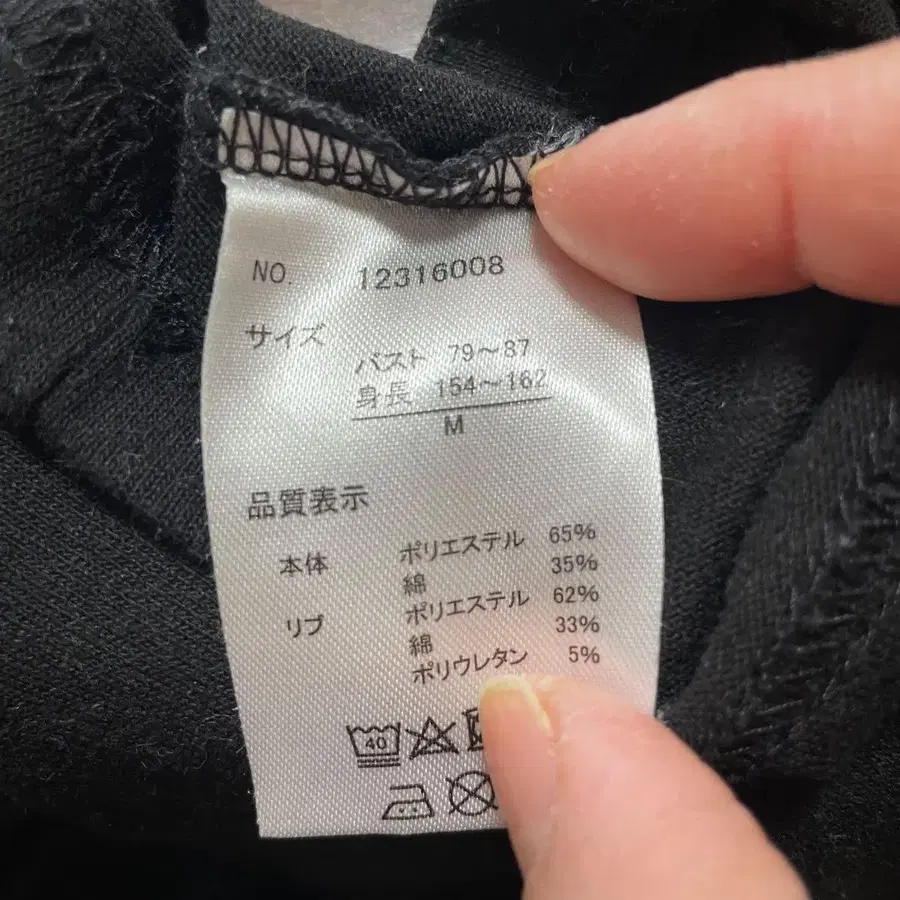 NO. 12316008
サイズ
バスト 79～87
身長 154～162
M
品質表示
本体 ポリエステル 65%
綿 35%
リブ ポリエステル 62%
綿 33%
ポリウレタン 5%
40